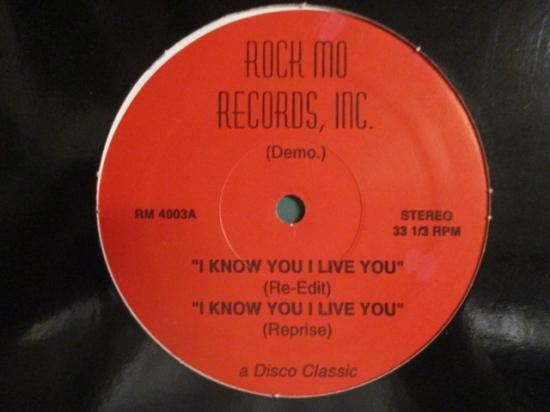 ROCK MO
RECORDS, INC.
(Demo.)
RM 4003A
STEREO
33 1/3 RPM
"I KNOW YOU I LIVE YOU"
(Re-Edit)
"I KNOW YOU I LIVE YOU"
(Reprise)
a Disco Classic